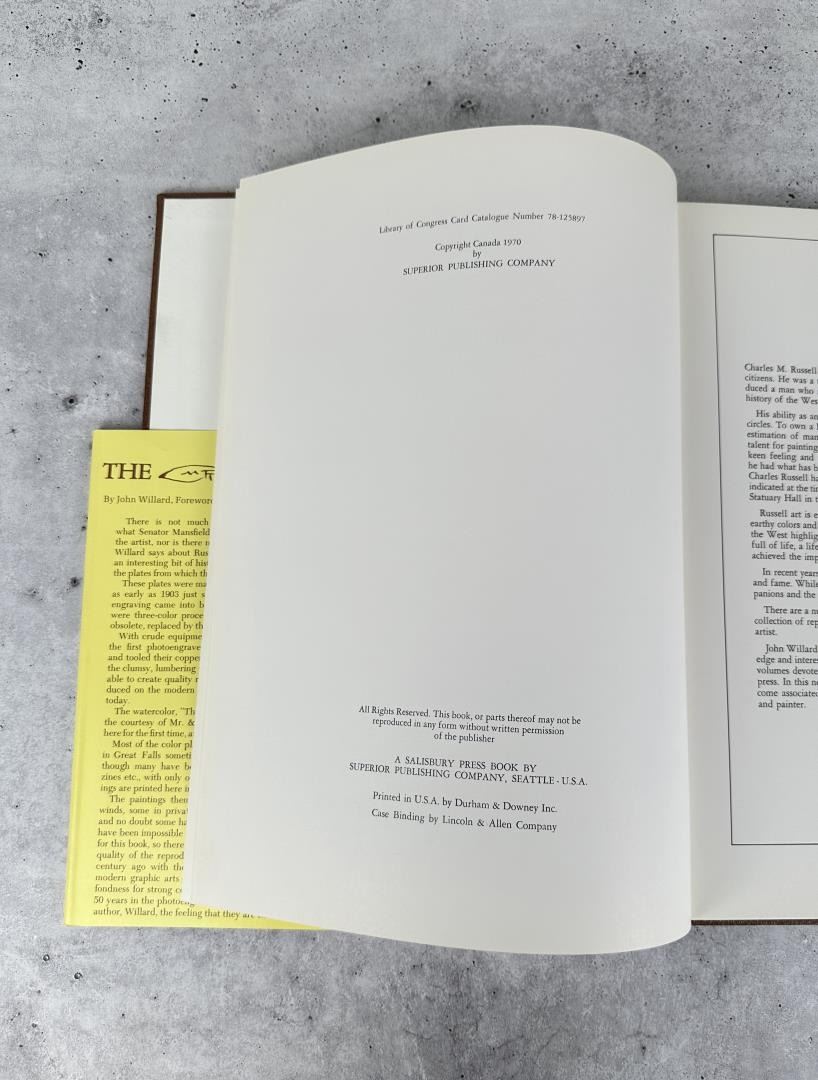 Library of Congress Card Catalogue Number 78-125897
Copyright Canada 1970
by
SUPERIOR PUBLISHING COMPANY
All Rights Reserved. This book, or parts thereof may not be
reproduced in any form without written permission
of the publisher
A SALISBURY PRESS BOOK BY
SUPERIOR PUBLISHING COMPANY, SEATTLE - U.S.A.
Printed in U.S.A. by Durham & Downey Inc.
Case Binding by Lincoln & Allen Company
THE
By John Willard, Foreword
There is not much
what Senator Mansfield
the artist, nor is there
Willard says about Rus
an interesting bit of his
the plates from which th
These plates were ma
as early as 1903 just
engraving came into b
were three-color proce
obsolete, replaced by th
With crude equipme
the first photoengrave
and tooled their copper
the clumsy, lumbering
able to create quality
duced on the modern
today.
The watercolor, "Th
the courtesy of Mr. &
here for the first time, a
Most of the color pl
in Great Falls someti
though many have b
zines etc., with only o
ings are printed here i
The paintings them
winds, some in privat
and no doubt some ha
have been impossible
for this book, so there
quality of the reprod
century ago with the
modern graphic arts
fondness for strong c
50 years in the photoeng
author, Willard, the feeling that they are
Charles M. Russell
citizens. He was a
duced a man who
history of the Wes
His ability as an
circles. To own a
estimation of man
talent for painting
keen feeling and
he had what has b
Charles Russell ha
indicated at the tim
Statuary Hall in t
Russell art is e
earthy colors and
the West highlig
full of life, a life
achieved the imp
In recent years
and fame. While
panions and the
There are a nu
collection of rep
artist.
John Willard
edge and interes
volumes devote
press. In this ne
come associated
and painter.